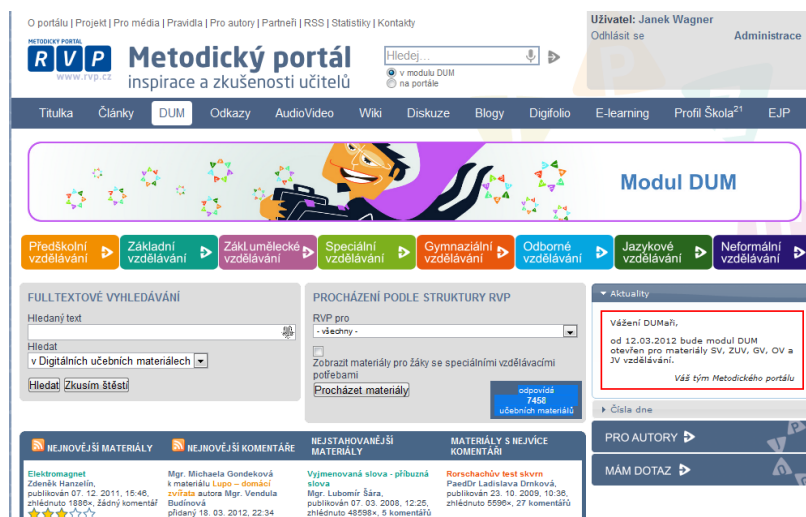 O portálu | Projekt | Pro média | Pravidla | Pro autory | Partneři | RSS | Statistiky | Kontakty
Uživatel: Janek Wagner
Odhlásit se Administrace
METODICKÝ PORTÁL
RVP
www.rvp.cz
Metodický portál
inspirace a zkušenosti učitelů
Hledej...
v modulu DUM
na portále
Titulka Články DUM Odkazy AudioVideo Wiki Diskuze Blogy Digifolio E-learning Profil Škola21 EJP
Modul DUM
Předškolní vzdělávání
Základní vzdělávání
Zákl.umělecké vzdělávání
Speciální vzdělávání
Gymnaziální vzdělávání
Odborné vzdělávání
Jazykové vzdělávání
Neformální vzdělávání
FULLTEXTOVÉ VYHLEDÁVÁNÍ
Hledaný text
Hledat
v Digitálních učebních materiálech
Hledat Zkusím štěstí
PROCHÁZENÍ PODLE STRUKTURY RVP
RVP pro
- všechny -
Zobrazit materiály pro žáky se speciálními vzdělávacími
potřebami
Procházet materiály
odpovídá
7458
učebních materiálů
Aktuality
Vážení DUMaři,
od 12.03.2012 bude modul DUM
otevřen pro materiály SV, ZUV, GV, OV a
JV vzdělávání.
Váš tým Metodického portálu
Čísla dne
PRO AUTORY
MÁM DOTAZ
NEJNOVĚJŠÍ MATERIÁLY
Elektromagnet
Zdeněk Hanzelín,
publikován 07. 12. 2011, 15:46,
zhlédnuto 1886×, žádný komentář
NEJNOVĚJŠÍ KOMENTÁŘE
Mgr. Michaela Gondeková
k materiálu Lupo – domácí
zvířata autora Mgr. Vendula
Budínová
přidaný 18. 03. 2012, 22:34
NEJSTAHOVANĚJŠÍ
MATERIÁLY
Vyjmenovaná slova - příbuzná
slova
Mgr. Lubomír Šára,
publikován 07. 03. 2008, 12:25,
zhlédnuto 48598×, 5 komentářů
MATERIÁLY S NEJVÍCE
KOMENTÁŘI
Rorschachův test skvrn
PaedDr Ladislava Drnková,
publikován 23. 10. 2009, 10:36,
zhlédnuto 5596×, 27 komentářů